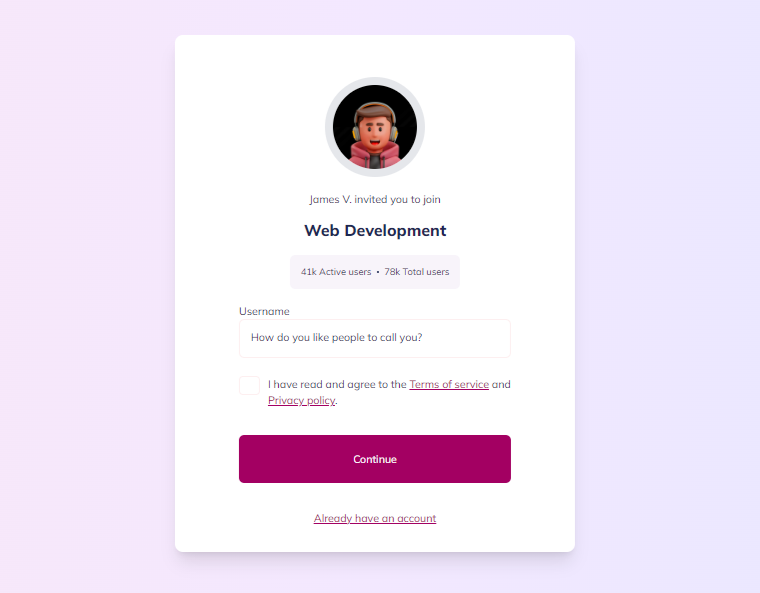 James V. invited you to join
Web Development
41k Active users • 78k Total users
Username
How do you like people to call you?
I have read and agree to the Terms of service and
Privacy policy.
Continue
Already have an account